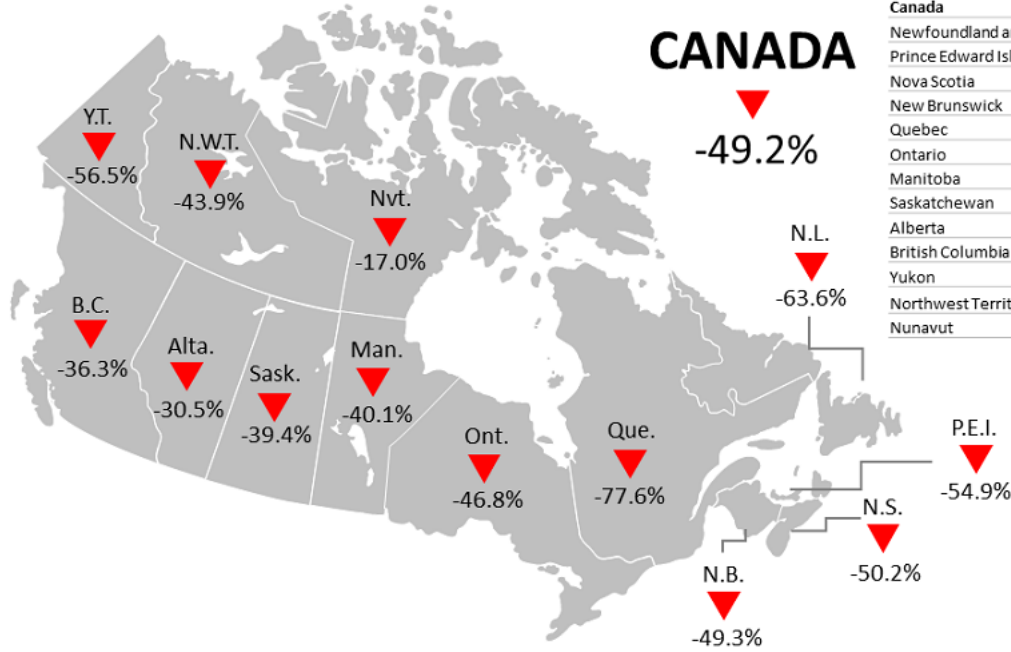 CANADA
-49.2%
Y.T.
-56.5%
N.W.T.
-43.9%
Nvt.
-17.0%
B.C.
-36.3%
Alta.
-30.5%
Sask.
-39.4%
Man.
-40.1%
Ont.
-46.8%
Que.
-77.6%
N.L.
-63.6%
P.E.I.
-54.9%
N.S.
-50.2%
N.B.
-49.3%
Canada
Newfoundland
Prince Edward
Nova Scotia
New Brunswick
Quebec
Ontario
Manitoba
Saskatchewan
Alberta
British Columbia
Yukon
Northwest
Nunavut